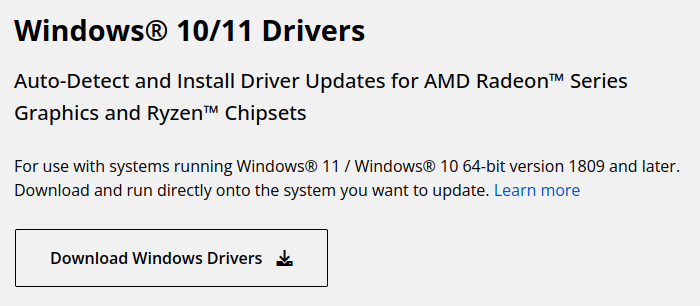 Windows® 10/11 Drivers
Auto-Detect and Install Driver Updates for AMD Radeon™ Series
Graphics and Ryzen™ Chipsets
For use with systems running Windows® 11 / Windows® 10 64-bit version 1809 and later.
Download and run directly onto the system you want to update. Learn more
Download Windows Drivers